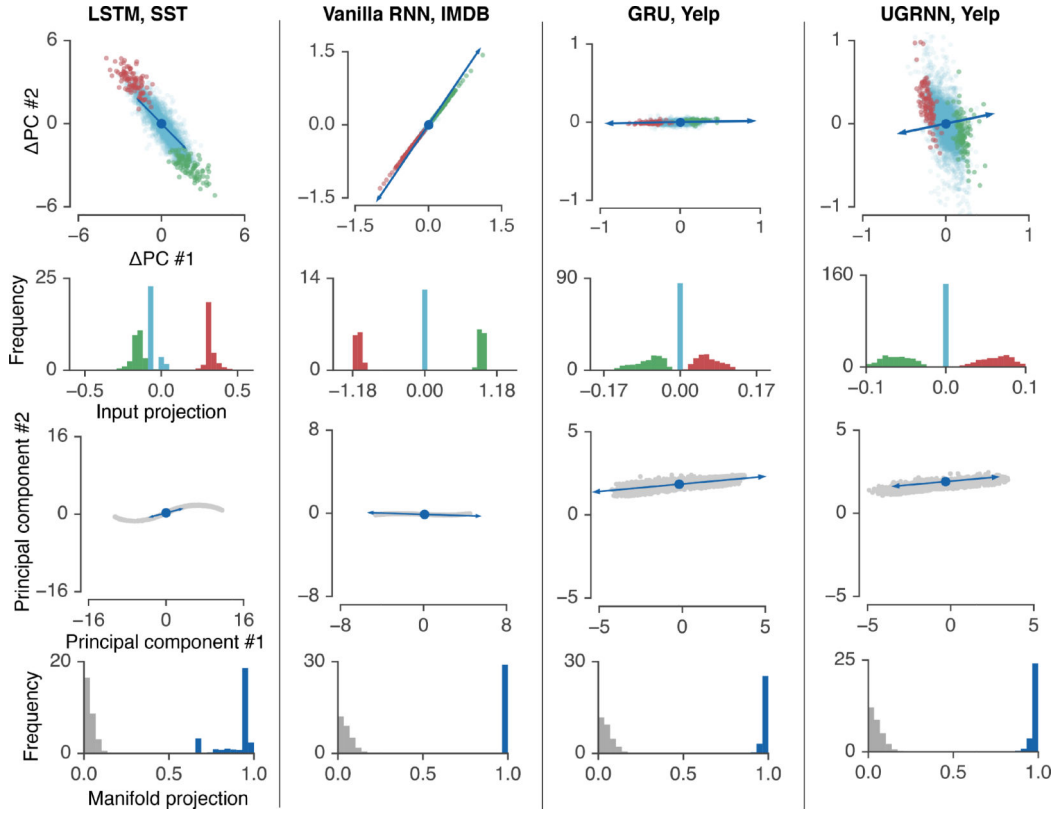 LSTM, SST
Vanilla RNN, IMDB
GRU, Yelp
UGRNN, Yelp
ΔPC #2
6
0
−6
−6 0 6
ΔPC #1
1.5
0.0
−1.5
−1.5 0.0 1.5
1
0
−1
−1 0 1
1
0
−1
−1 0 1
Frequency
25
0
−0.5 0.0 0.5
Input projection
14
0
−1.18 0.00 1.18
90
0
−0.17 0.00 0.17
160
0
−0.1 0.0 0.1
Principal component #2
16
0
−16
−16 0 16
Principal component #1
8
0
−8
−8 0 8
5
0
−5
−5 0 5
5
0
−5
−5 0 5
Frequency
20
0
0.0 0.5 1.0
Manifold projection
30
0
0.0 0.5 1.0
30
0
0.0 0.5 1.0
25
0
0.0 0.5 1.0